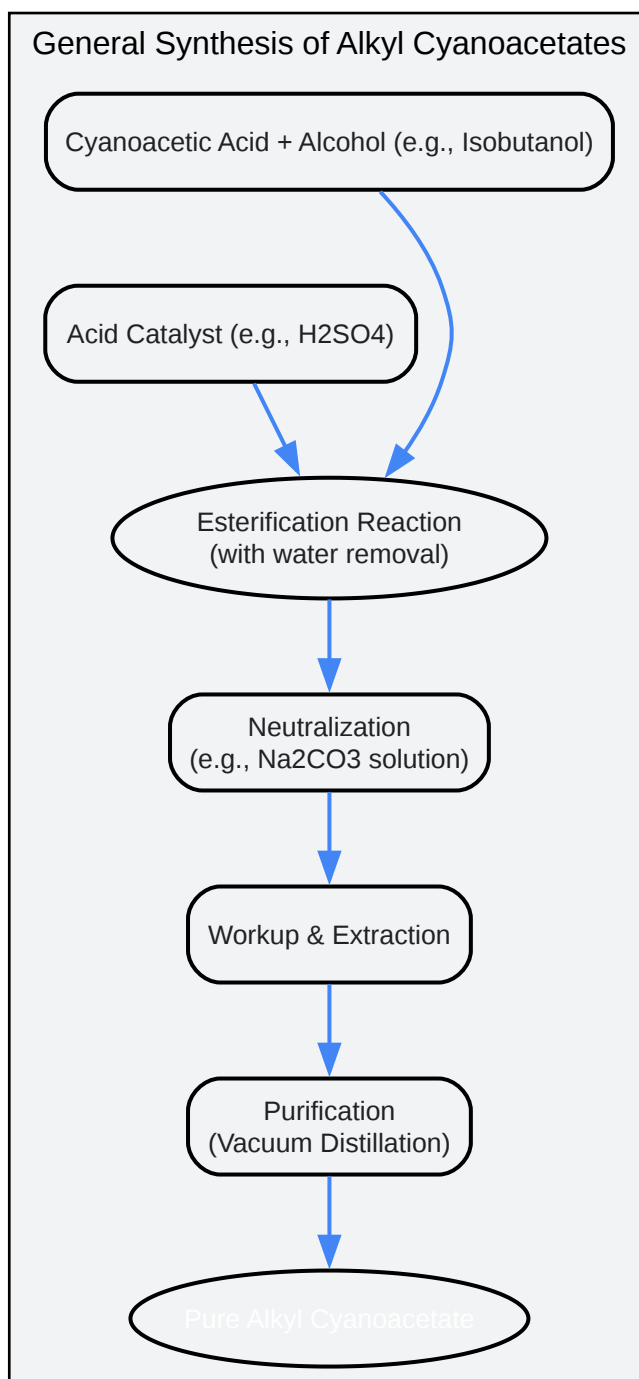 General Synthesis of Alkyl Cyanoacetates
Cyanoacetic Acid + Alcohol (e.g., Isobutanol)
Acid Catalyst (e.g., H2SO4)
Esterification Reaction
(with water removal)
Neutralization
(e.g., Na2CO3 solution)
Workup & Extraction
Purification
(Vacuum Distillation)
Pure Alkyl Cyanoacetate